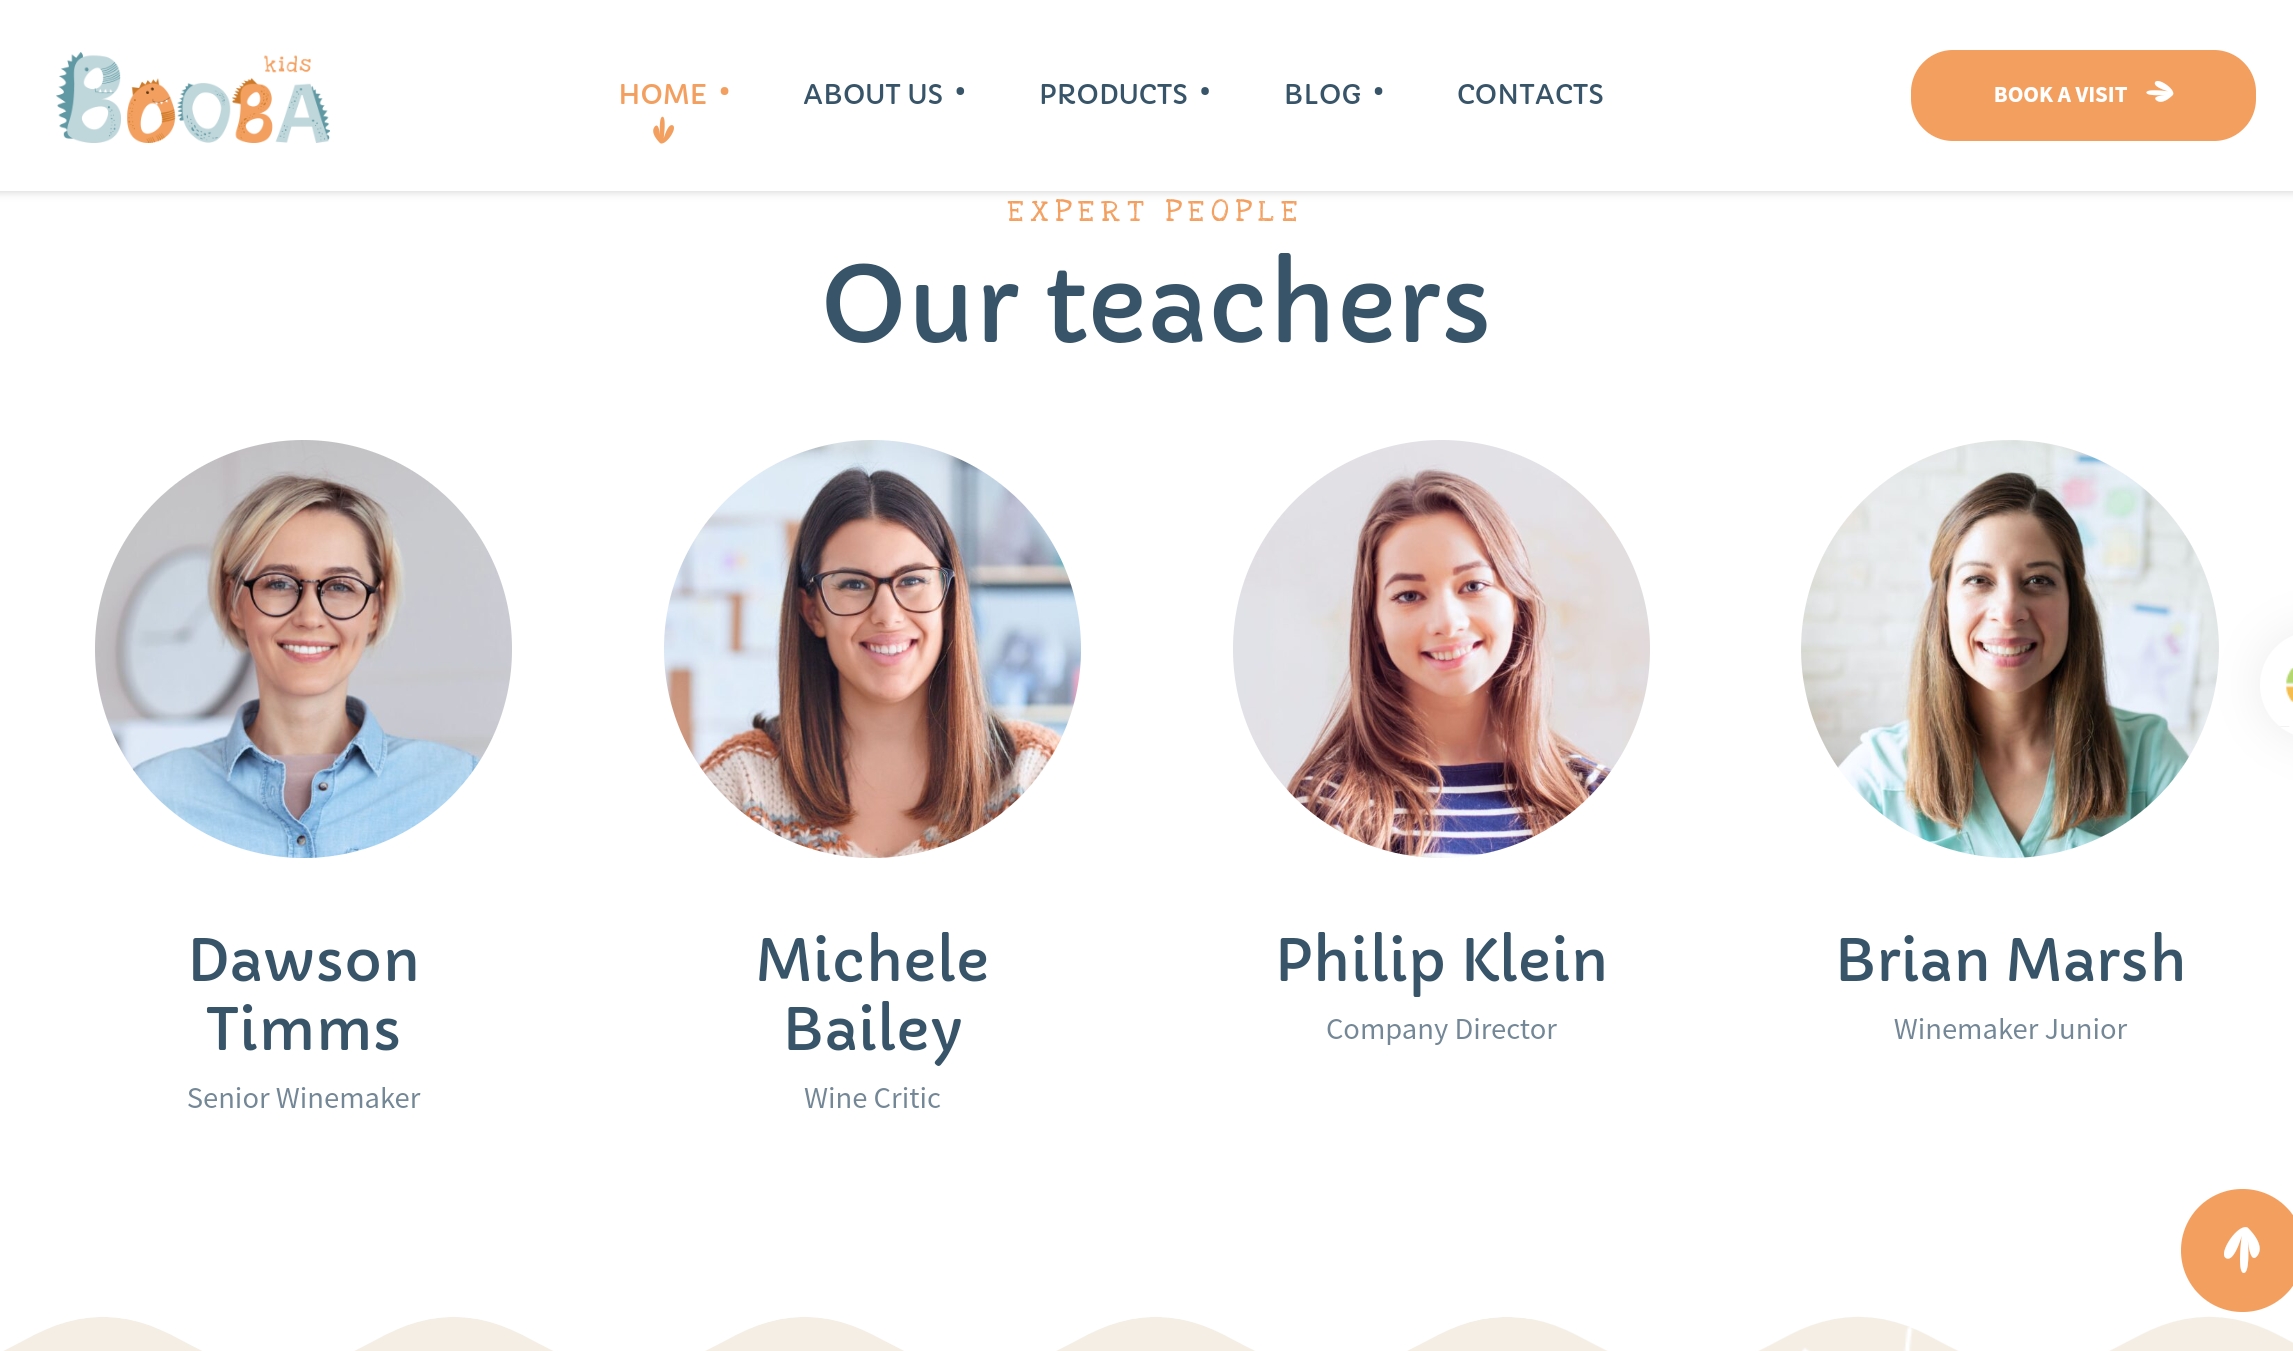 kids
BOOBA
HOME
ABOUT US
PRODUCTS
BLOG
CONTACTS
BOOK A VISIT
EXPERT PEOPLE
Our teachers
Dawson
Timms
Senior Winemaker
Michele
Bailey
Wine Critic
Philip Klein
Company Director
Brian Marsh
Winemaker Junior